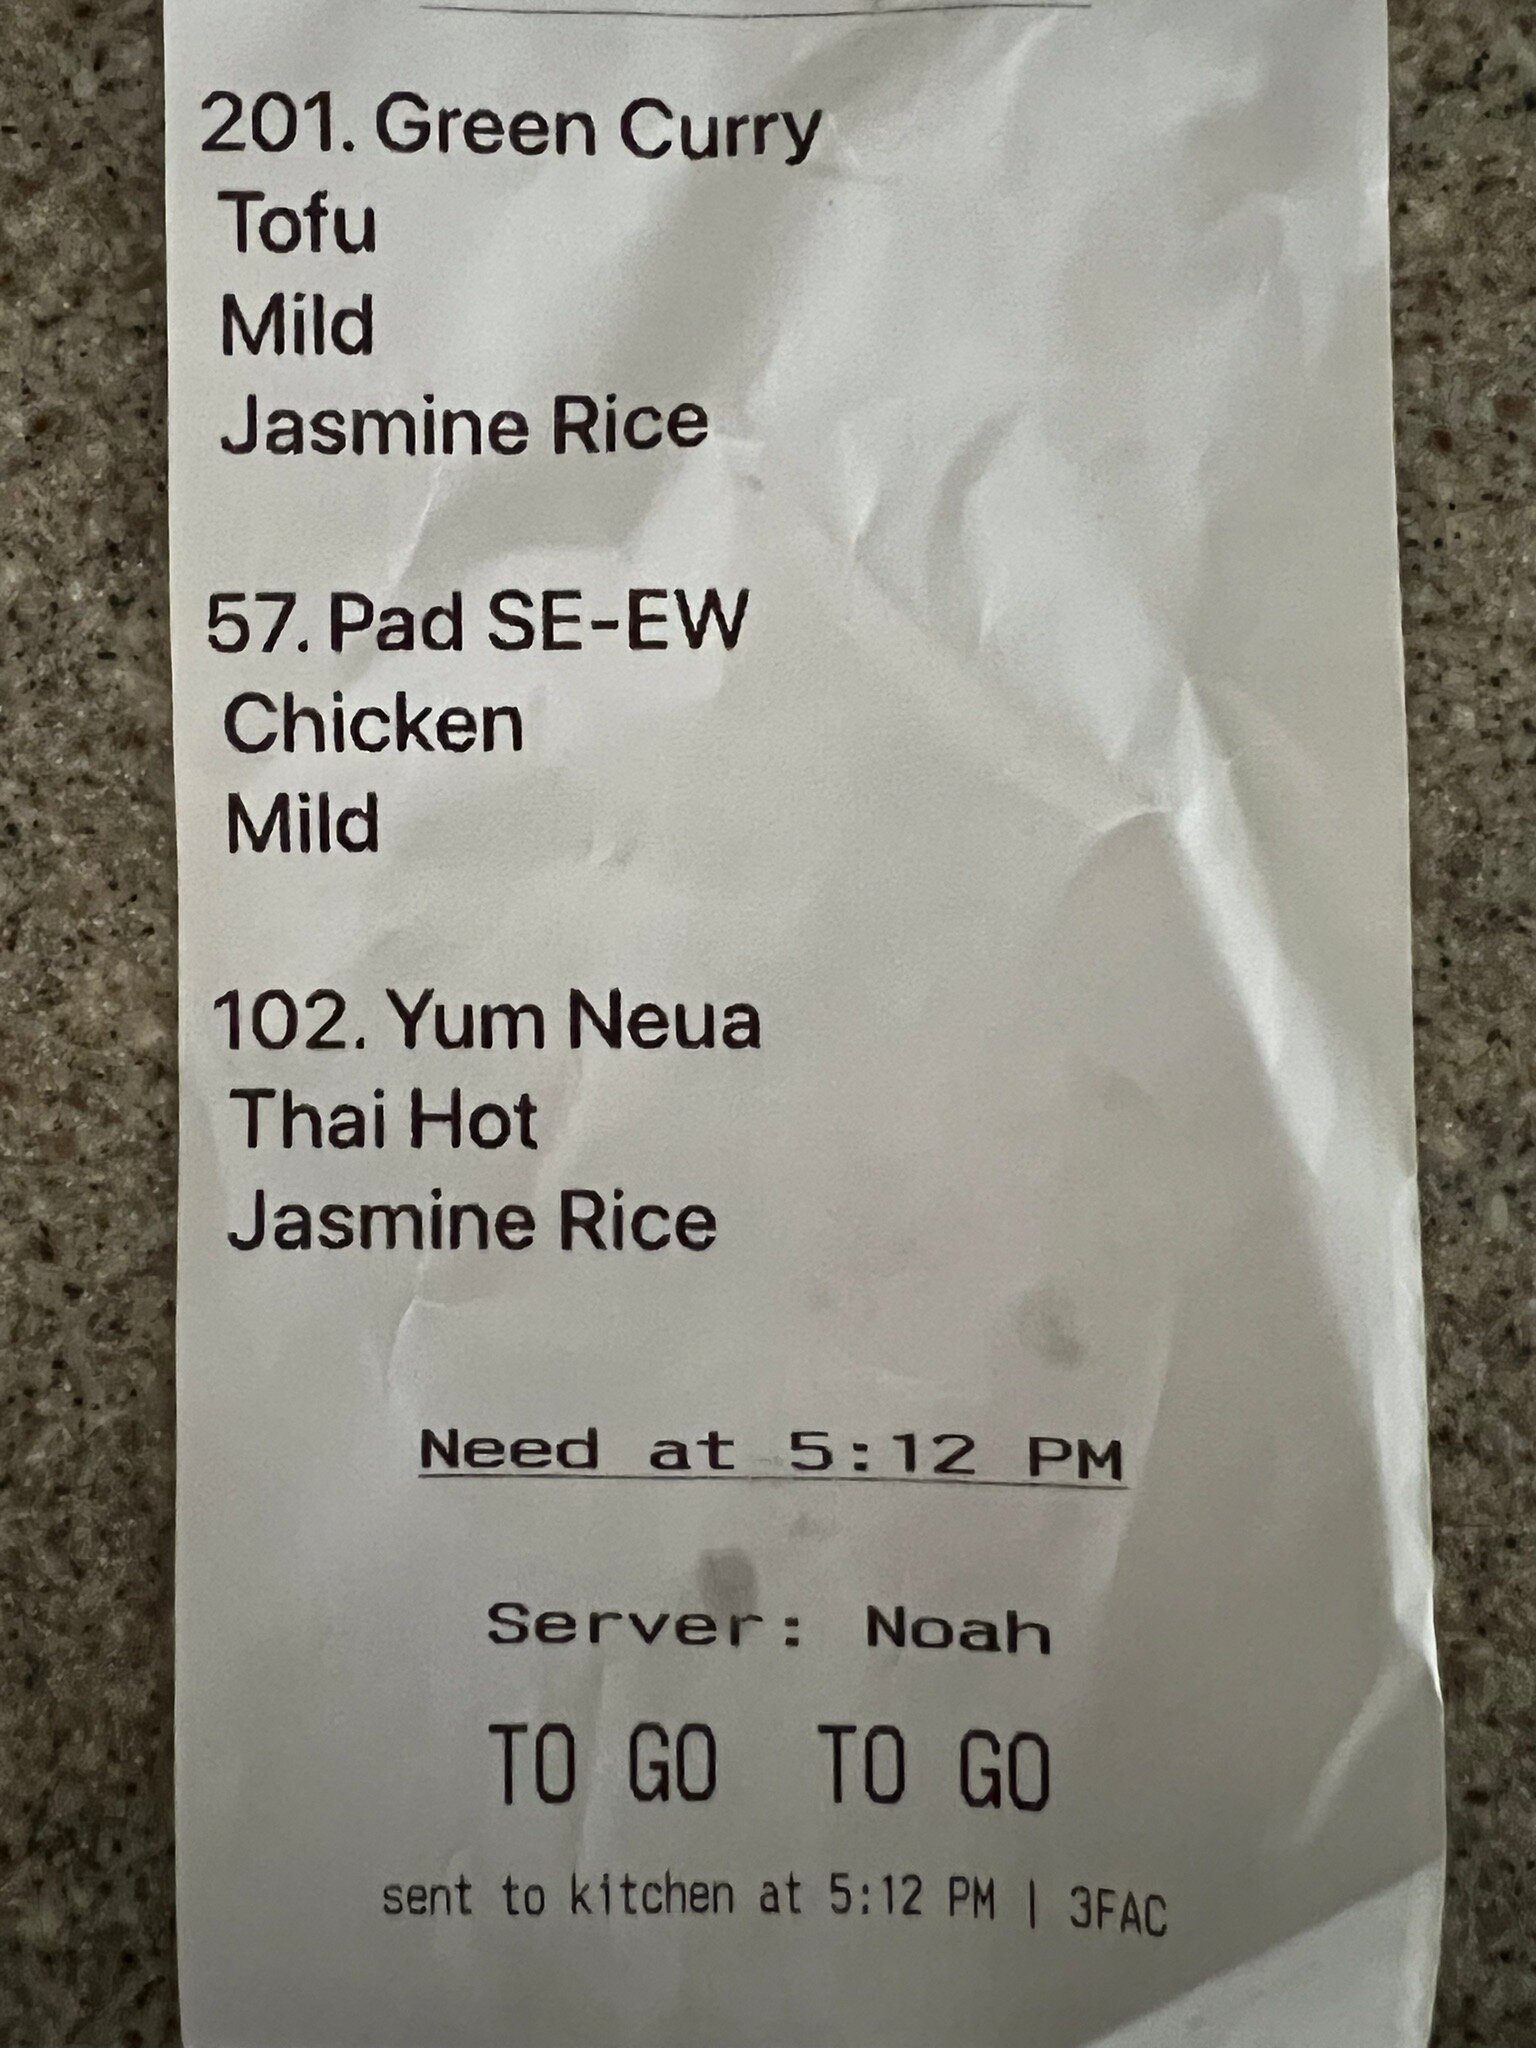 201. Green Curry
Tofu
Mild
Jasmine Rice
57. Pad SE-EW
Chicken
Mild
102. Yum Neua
Thai Hot
Jasmine Rice
Need at 5:12 PM
Server: Noah
TO GO TO GO
sent to kitchen at 5:12 PM | 3FAC